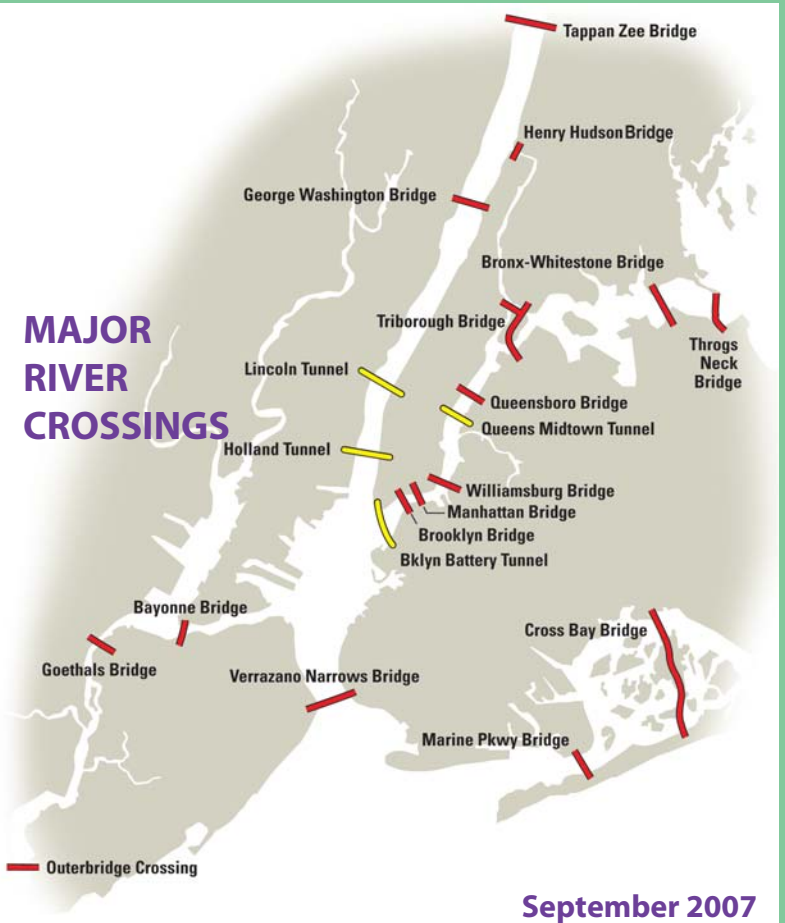 Tappan Zee Bridge
Henry Hudson Bridge
George Washington Bridge
Bronx-Whitestone Bridge
MAJOR
RIVER
CROSSINGS
Triborough Bridge
Throgs
Neck
Bridge
Lincoln Tunnel
Queensboro Bridge
Queens Midtown Tunnel
Holland Tunnel
Williamsburg Bridge
Manhattan Bridge
Brooklyn Bridge
Bklyn Battery Tunnel
Bayonne Bridge
Cross Bay Bridge
Goethals Bridge
Verrazano Narrows Bridge
Marine Pkwy Bridge
Outerbridge Crossing
September 2007